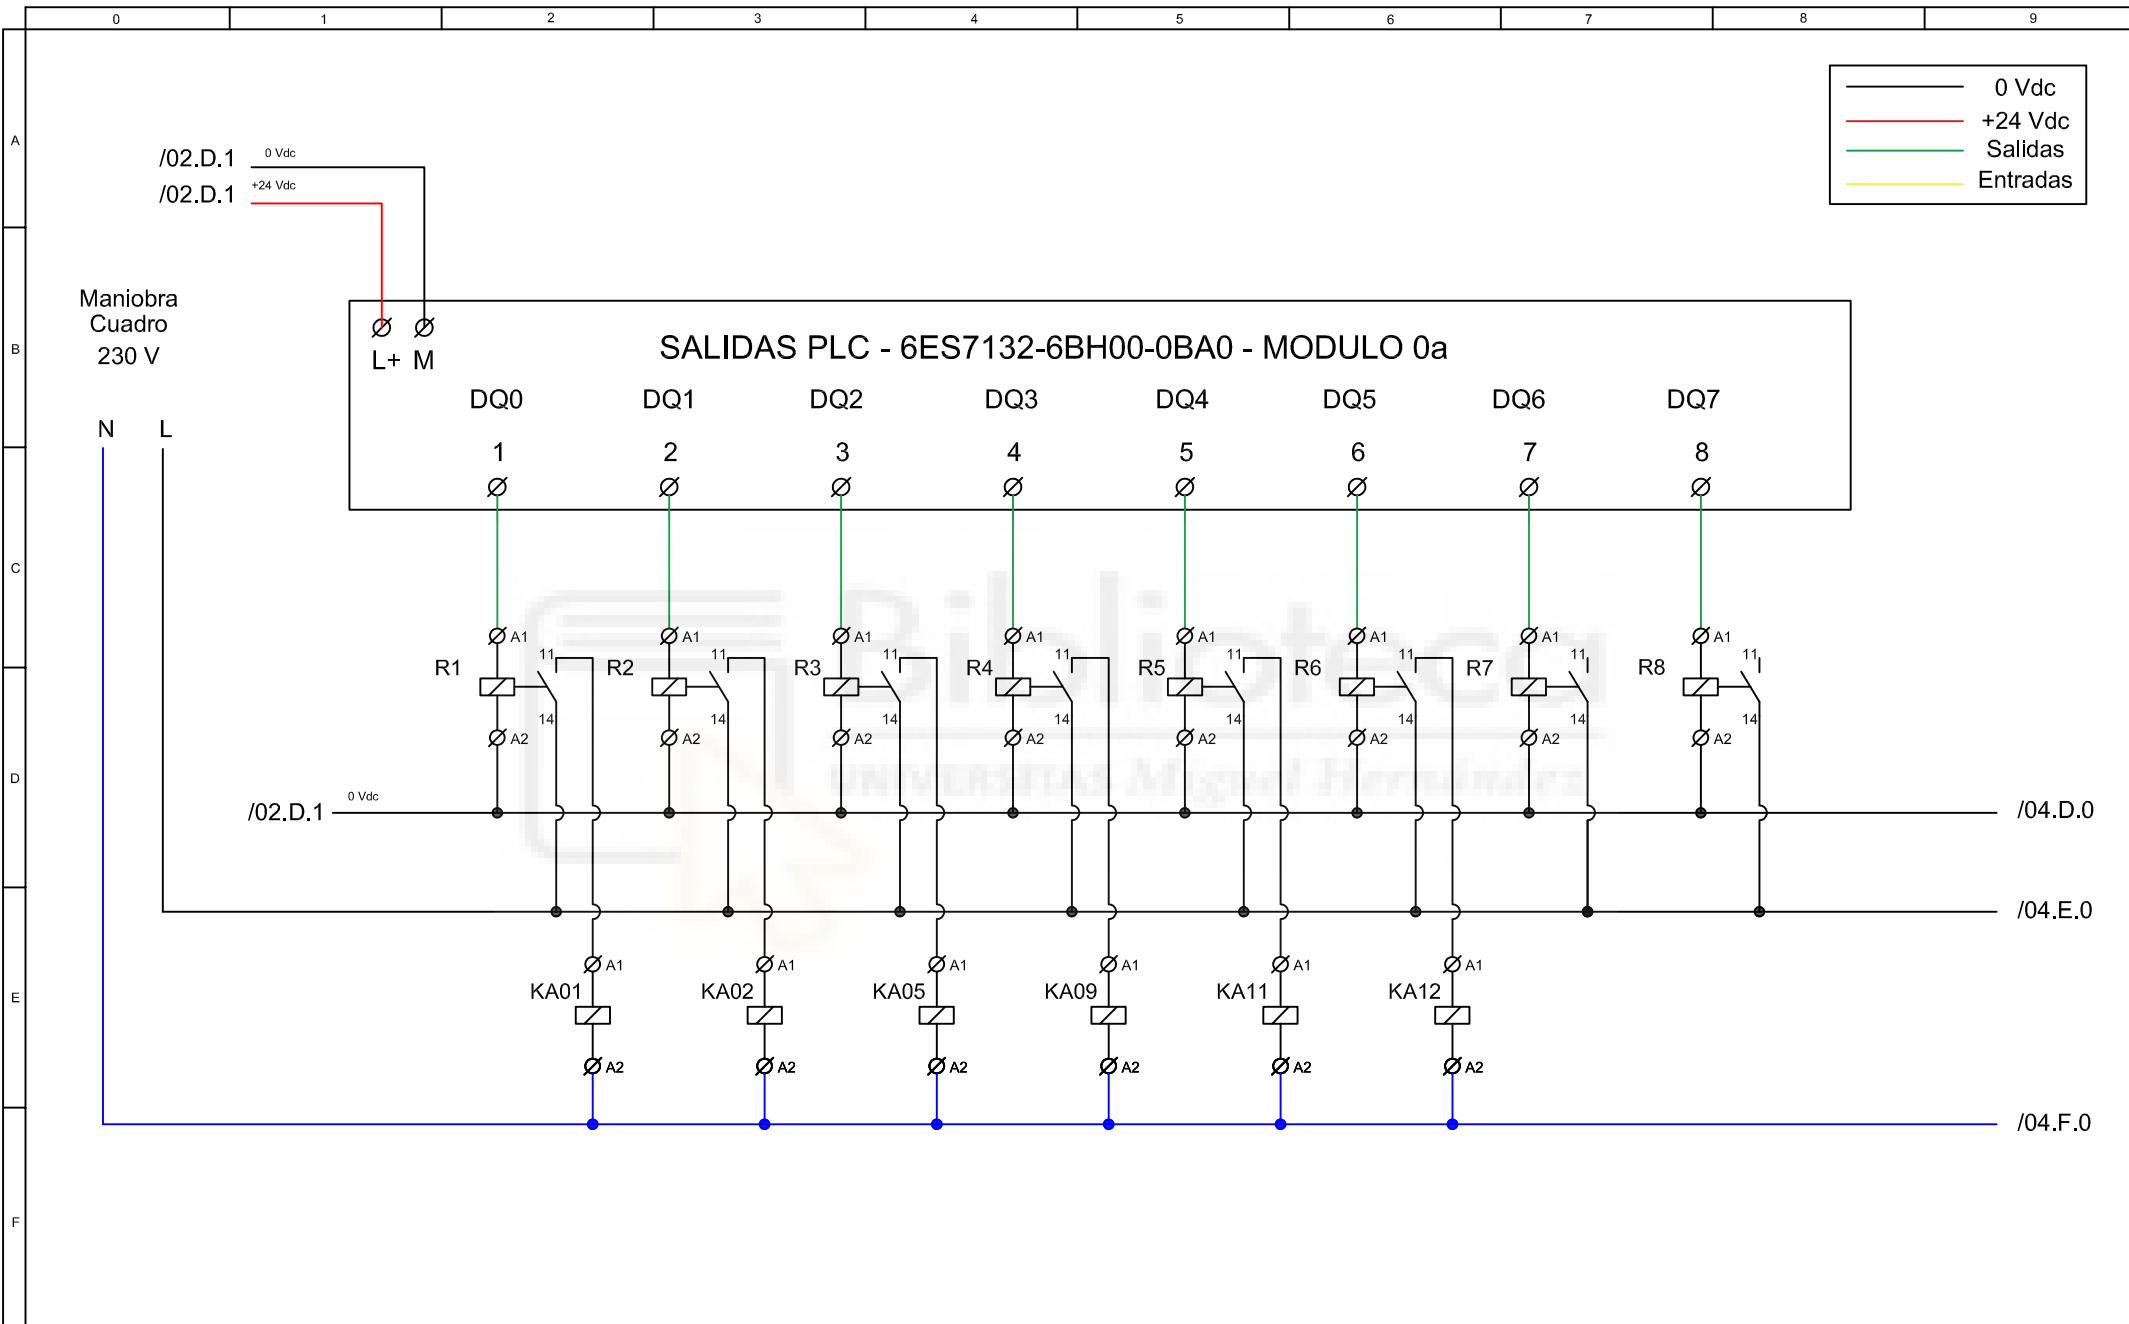 0 1 2 3 4 5 6 7 8 9
0 Vdc
+24 Vdc
Salidas
Entradas
A
/02.D.1 0 Vdc
/02.D.1 +24 Vdc
Maniobra
Cuadro
230 V
B
L+ M
SALIDAS PLC - 6ES7132-6BH00-0BA0 - MODULO 0a
DQ0 DQ1 DQ2 DQ3 DQ4 DQ5 DQ6 DQ7
N L
1 2 3 4 5 6 7 8
C
Biblioteca
A1 A1 A1 A1 A1 A1 A1 A1
11 11 11 11 11 11 11 11
R1 R2 R3 R4 R5 R6 R7 R8
14 14 14 14 14 14 14 14
A2 A2 A2 A2 A2 A2 A2 A2
UNIVERSITAS Miguel Hernández
D
/02.D.1 0 Vdc /04.D.0
/04.E.0
A1 A1 A1 A1 A1 A1
E
KA01 KA02 KA05 KA09 KA11 KA12
A2 A2 A2 A2 A2 A2
/04.F.0
F